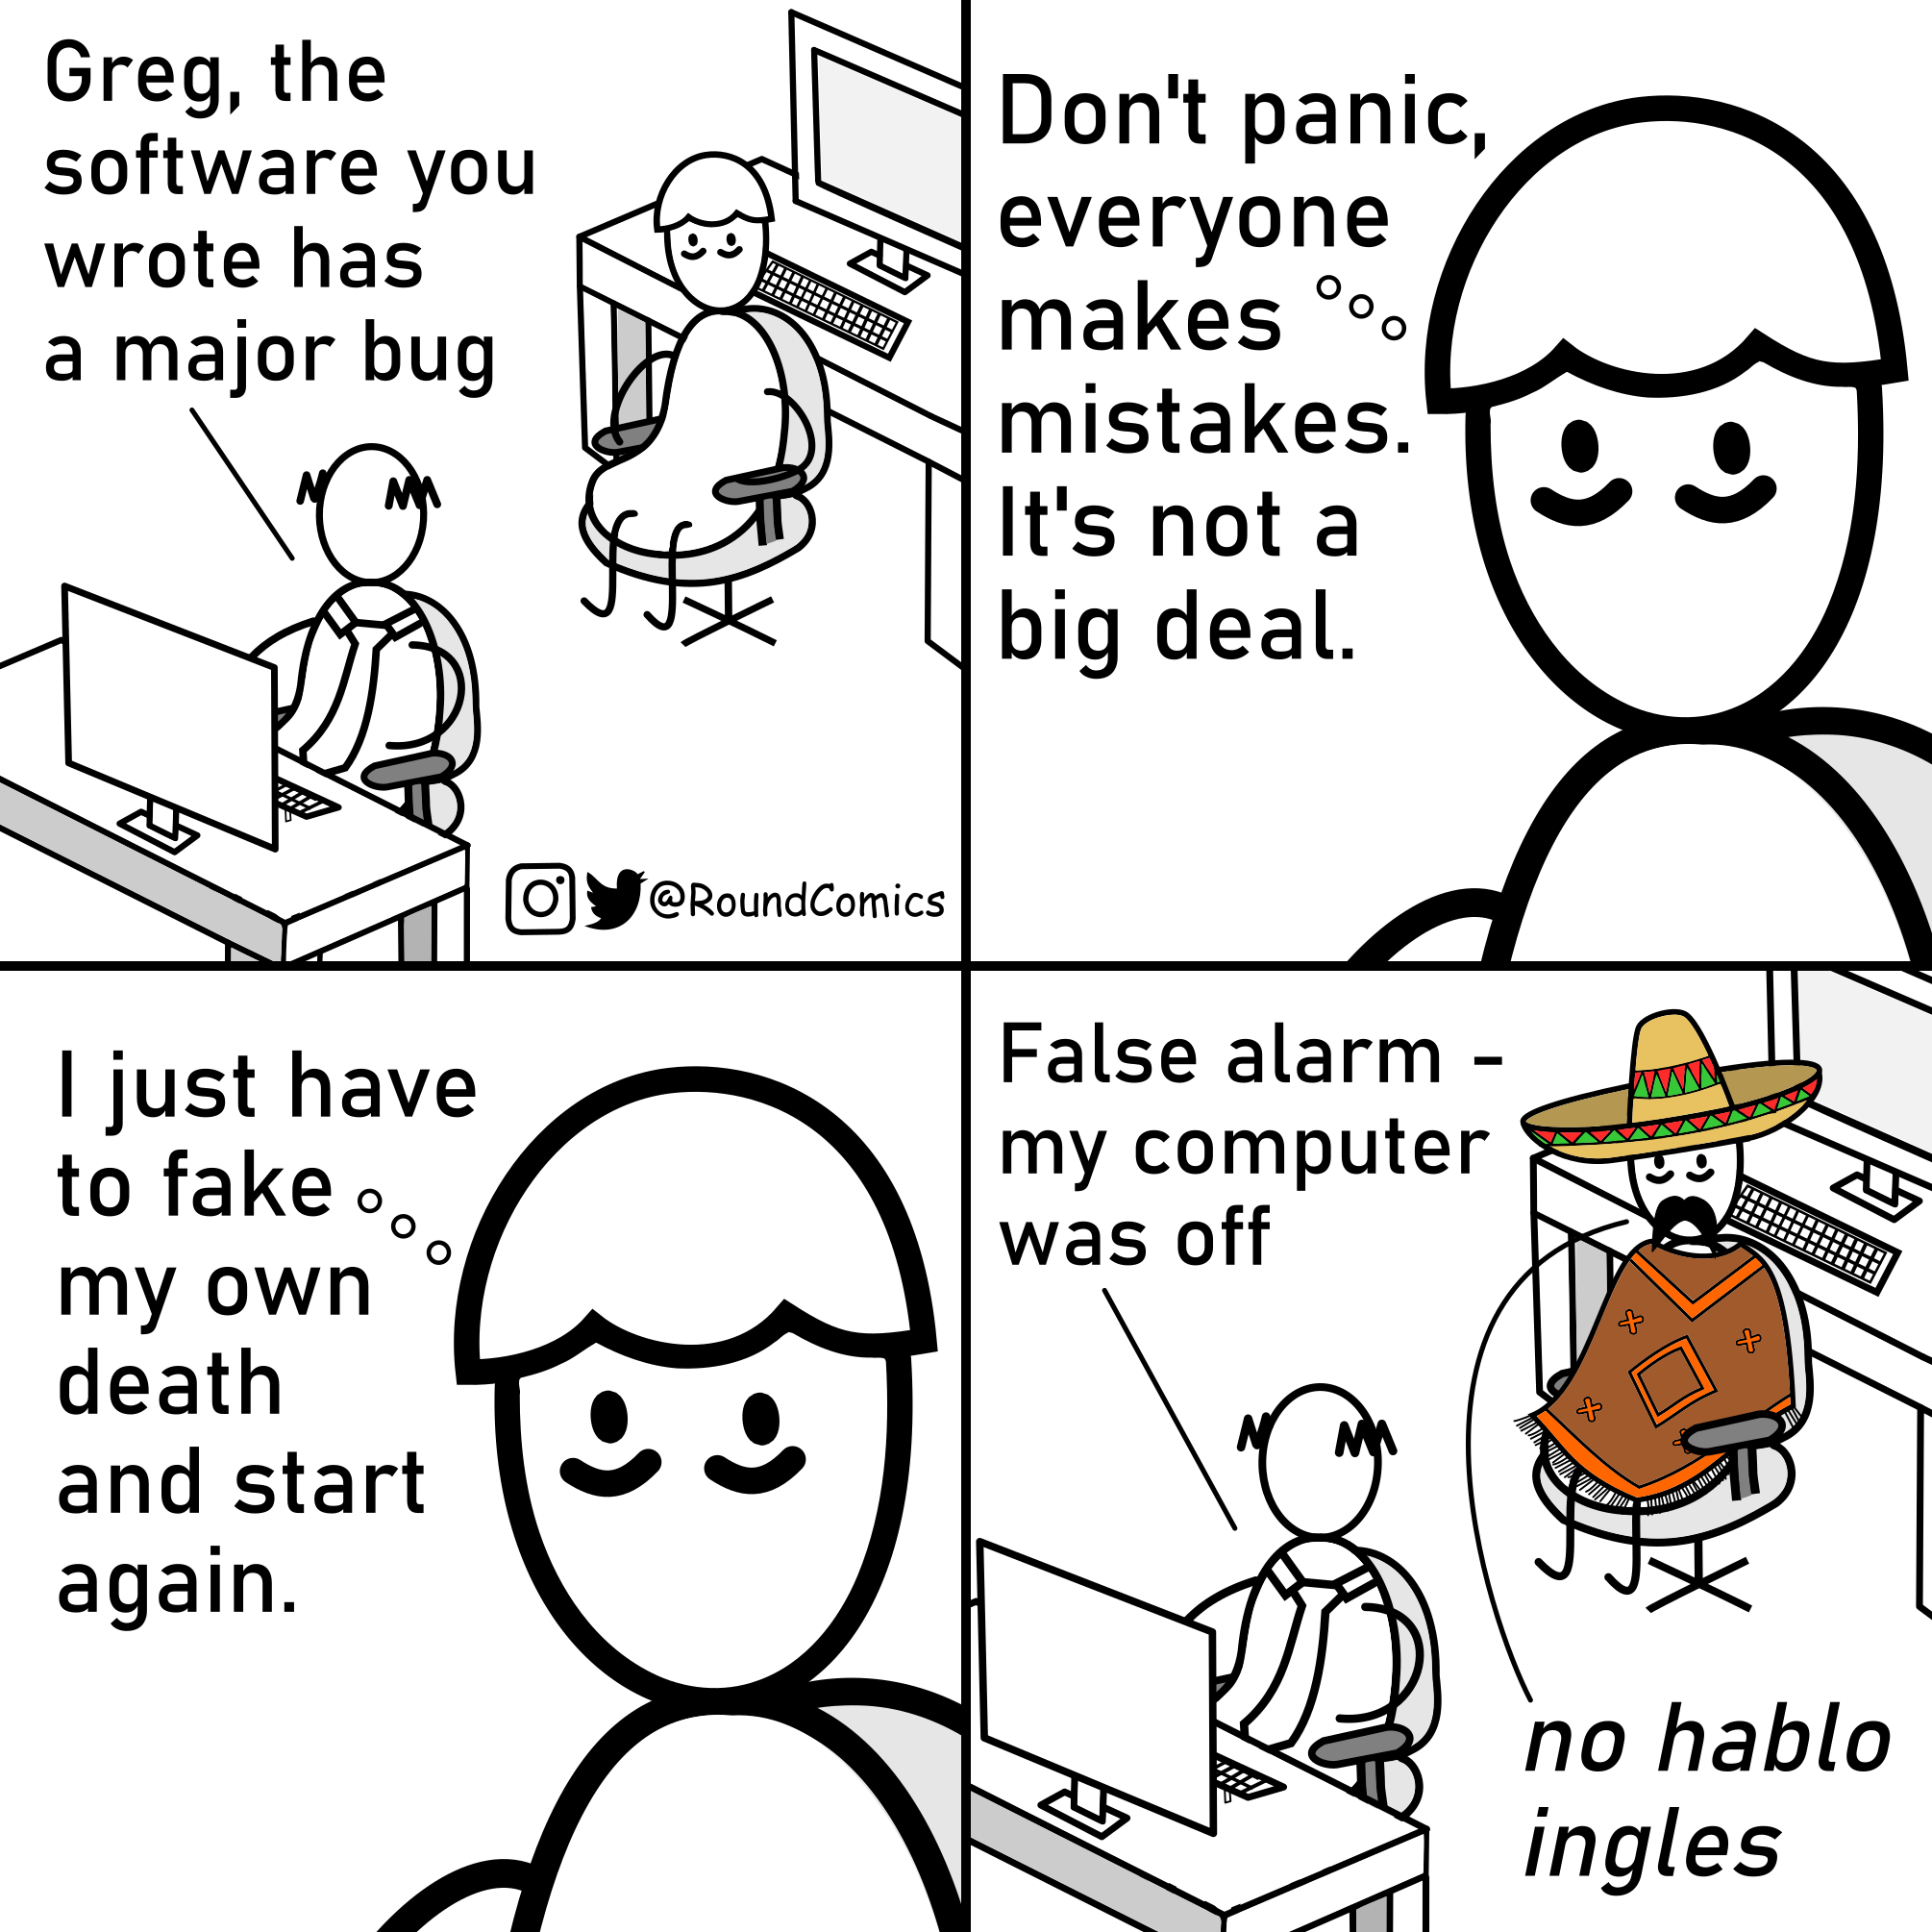 Greg, the
software you
wrote has
a major bug
@RoundComics
Don't panic,
everyone
makes
mistakes.
It's not a
big deal.
I just have
to fake
my own
death
and start
again.
False alarm -
my computer
was off
no hablo
ingles